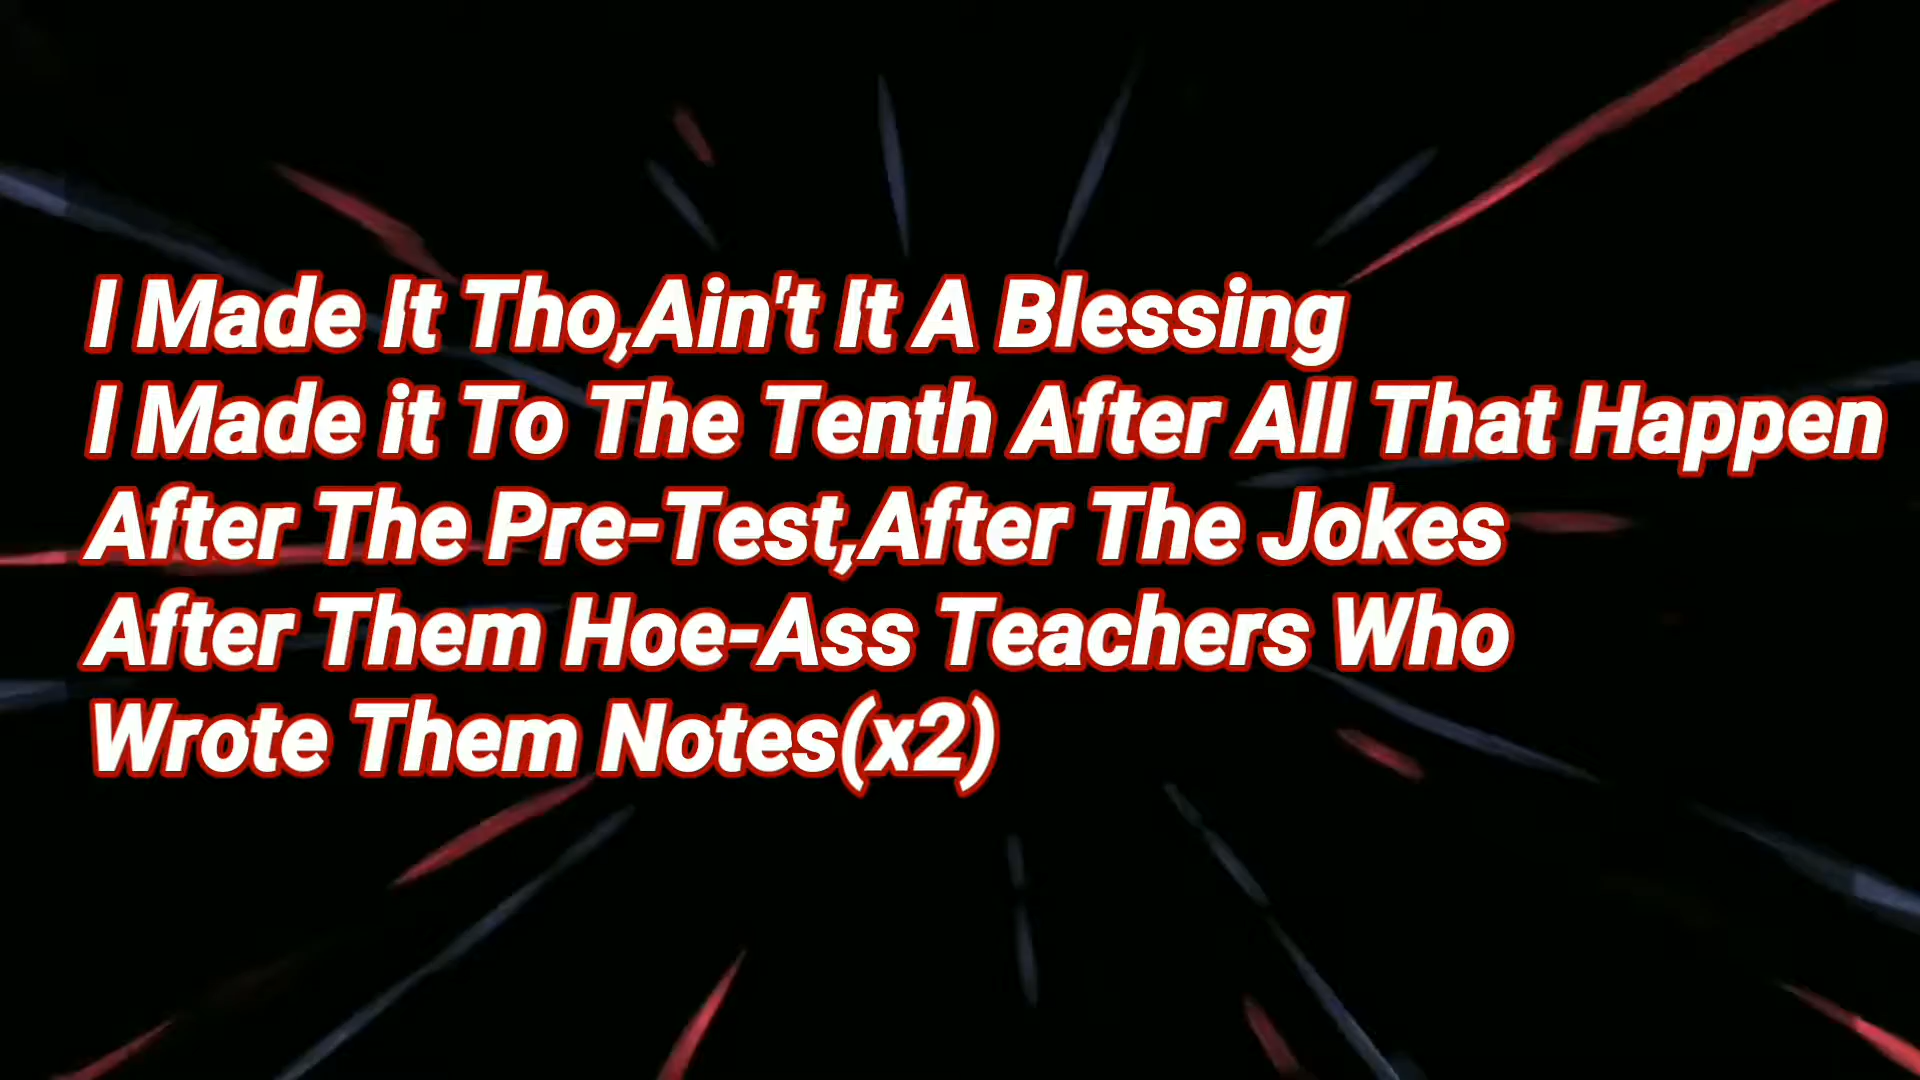 I Made It Tho,Ain't It A Blessing
I Made it To The Tenth After All That Happen
After The Pre-Test,After The Jokes
After Them Hoe-Ass Teachers Who
Wrote Them Notes(x2)